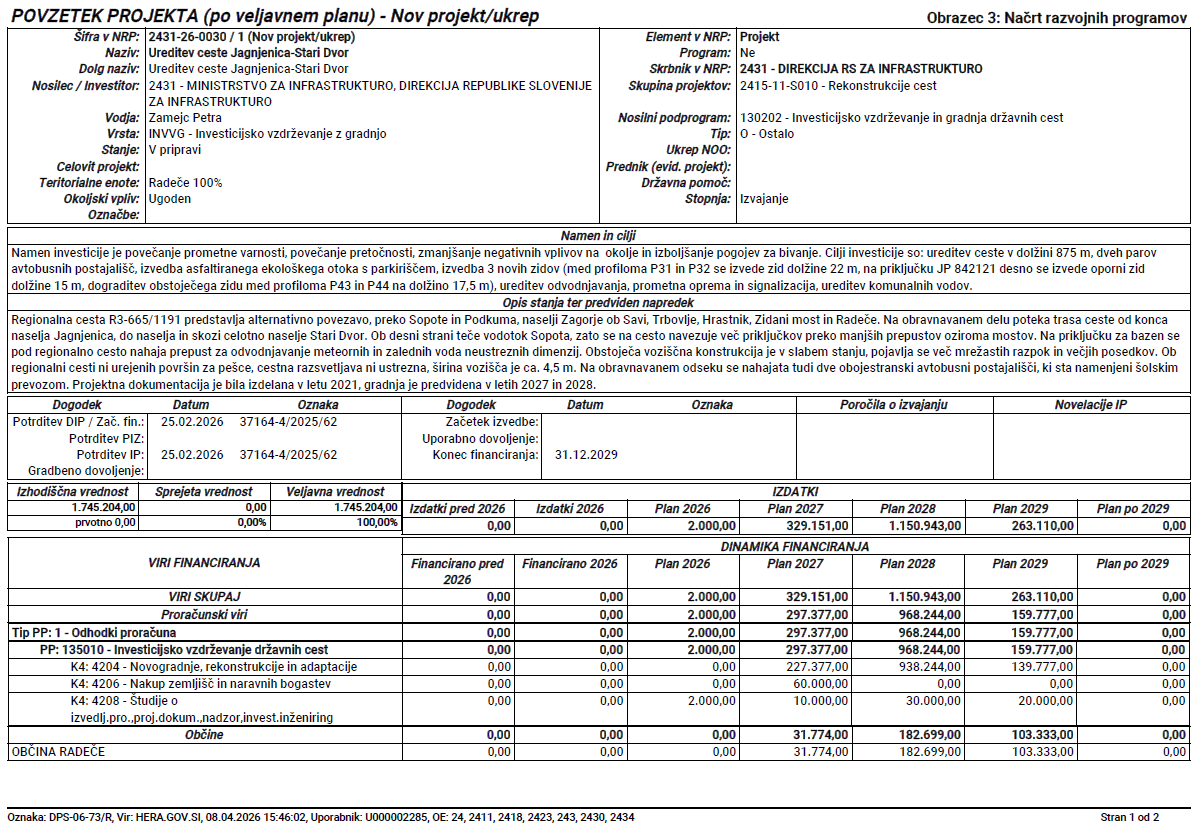 POVZETEK PROJEKTA (po veljavnem planu) - Nov projekt/ukrep
Obrazec 3: Načrt razvojnih programov
Šifra v NRP: 2431-26-0030 / 1 (Nov projekt/ukrep)
Naziv: Ureditev ceste Jagnjenica-Stari Dvor
Dolg naziv: Ureditev ceste Jagnjenica-Stari Dvor
Nosilec / Investitor: 2431 - MINISTRSTVO ZA INFRASTRUKTURO, DIREKCIJA REPUBLIKE SLOVENIJE
ZA INFRASTRUKTURO
Vodja: Zamejc Petra
Vrsta: INVVG - Investicijsko vzdrževanje z gradnjo
Stanje: V pripravi
Celovit projekt:
Teritorialne enote: Radeče 100%
Okoljski vpliv: Ugoden
Označbe:
Element v NRP: Projekt
Program: Ne
Skrbnik v NRP: 2431 - DIREKCIJA RS ZA INFRASTRUKTURO
Skupina projektov: 2415-11-S010 - Rekonstrukcije cest
Nosilni podprogram: 130202 - Investicijsko vzdrževanje in gradnja državnih cest
Tip: O - Ostalo
Ukrep NOO:
Prednik (evid. projekt):
Državna pomoč:
Stopnja: Izvajanje
Namen in cilji
Namen investicije je povečanje prometne varnosti, povečanje pretočnosti, zmanjšanje negativnih vplivov na okolje in izboljšanje pogojev za bivanje. Cilji investicije so: ureditev ceste v dolžini 875 m, dveh parov
avtobusnih postajališč, izvedba asfaltiranega ekološkega otoka s parkiriščem, izvedba 3 novih zidov (med profiloma P31 in P32 se izvede zid dolžine 22 m, na priključku JP 842121 desno se izvede oporni zid
dolžine 15 m, dograditev obstoječega zidu med profiloma P43 in P44 na dolžino 17,5 m), ureditev odvodnjavanja, prometna oprema in signalizacija, ureditev komunalnih vodov.
Opis stanja ter predviden napredek
Regionalna cesta R3-665/1191 predstavlja alternativno povezavo, preko Sopote in Podkuma, naselji Zagorje ob Savi, Trbovlje, Hrastnik, Zidani most in Radeče. Na obravnavanem delu poteka trasa ceste od konca
naselja Jagnjenica, do naselja in skozi celotno naselje Stari Dvor. Ob desni strani teče vodotok Sopota, zato se na cesto navezuje več priključkov preko manjših prepustov oziroma mostov. Na priključku za bazen se
pod regionalno cesto nahaja prepust za odvodnjavanje meteornih in zalednih voda neustreznih dimenzij. Obstoječa voziščna konstrukcija je v slabem stanju, pojavlja se več mrežastih razpok in večjih posedkov. Ob
regionalni cesti ni urejenih površin za pešce, cestna razsvetljava ni ustrezna, širina vozišča je ca. 4,5 m. Na obravnavanem odseku se nahajata tudi dve obojestranski avtobusni postajališči, ki sta namenjeni šolskim
prevozom. Projektna dokumentacija je bila izdelana v letu 2021, gradnja je predvidena v letih 2027 in 2028.
Dogodek Datum Oznaka Dogodek Datum Oznaka Poročila o izvajanju Novelacije IP
Potrditev DIP / Zač. fin.: 25.02.2026 37164-4/2025/62 Začetek izvedbe:
Potrditev PIZ: Uporabno dovoljenje:
Potrditev IP: 25.02.2026 37164-4/2025/62 Konec financiranja: 31.12.2029
Gradbeno dovoljenje:
Izhodiščna vrednost Sprejeta vrednost Veljavna vrednost
1.745.204,00 0,00 1.745.204,00
prvotno 0,00 0,00% 100,00%
IZDATKI
Izdatki pred 2026 Izdatki 2026 Plan 2026 Plan 2027 Plan 2028 Plan 2029 Plan po 2029
0,00 0,00 2.000,00 329.151,00 1.150.943,00 263.110,00 0,00
VIRI FINANCIRANJA
DINAMIKA FINANCIRANJA
Financirano pred Financirano 2026 Plan 2026 Plan 2027 Plan 2028 Plan 2029 Plan po 2029
2026
VIRI SKUPAJ 0,00 0,00 2.000,00 329.151,00 1.150.943,00 263.110,00 0,00
Proračunski viri 0,00 0,00 2.000,00 297.377,00 968.244,00 159.777,00 0,00
Tip PP: 1 - Odhodki proračuna 0,00 0,00 2.000,00 297.377,00 968.244,00 159.777,00 0,00
PP: 135010 - Investicijsko vzdrževanje državnih cest 0,00 0,00 2.000,00 297.377,00 968.244,00 159.777,00 0,00
K4: 4204 - Novogradnje, rekonstrukcije in adaptacije 0,00 0,00 0,00 227.377,00 938.244,00 139.777,00 0,00
K4: 4206 - Nakup zemljišč in naravnih bogastev 0,00 0,00 0,00 60.000,00 0,00 0,00 0,00
K4: 4208 - Študije o 0,00 0,00 2.000,00 10.000,00 30.000,00 20.000,00 0,00
izvedlj.pro.,proj.dokum.,nadzor,invest.inženiring
Občine 0,00 0,00 0,00 31.774,00 182.699,00 103.333,00 0,00
OBČINA RADEČE 0,00 0,00 0,00 31.774,00 182.699,00 103.333,00 0,00
Oznaka: DPS-06-73/R, Vir: HERA.GOV.SI, 08.04.2026 15:46:02, Uporabnik: U000002285, OE: 24, 2411, 2418, 2423, 243, 2430, 2434
Stran 1 od 2